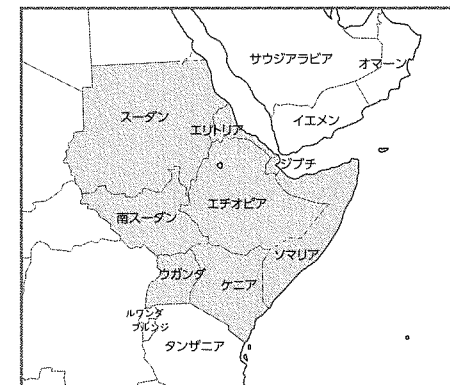 サウジアラビア
オマーン
スーダン
イエメン
エリトリア
ジブチ
エチオピア
南スーダン
ソマリア
ウガンダ
ケニア
ルワンダ
ブルンジ
タンザニア